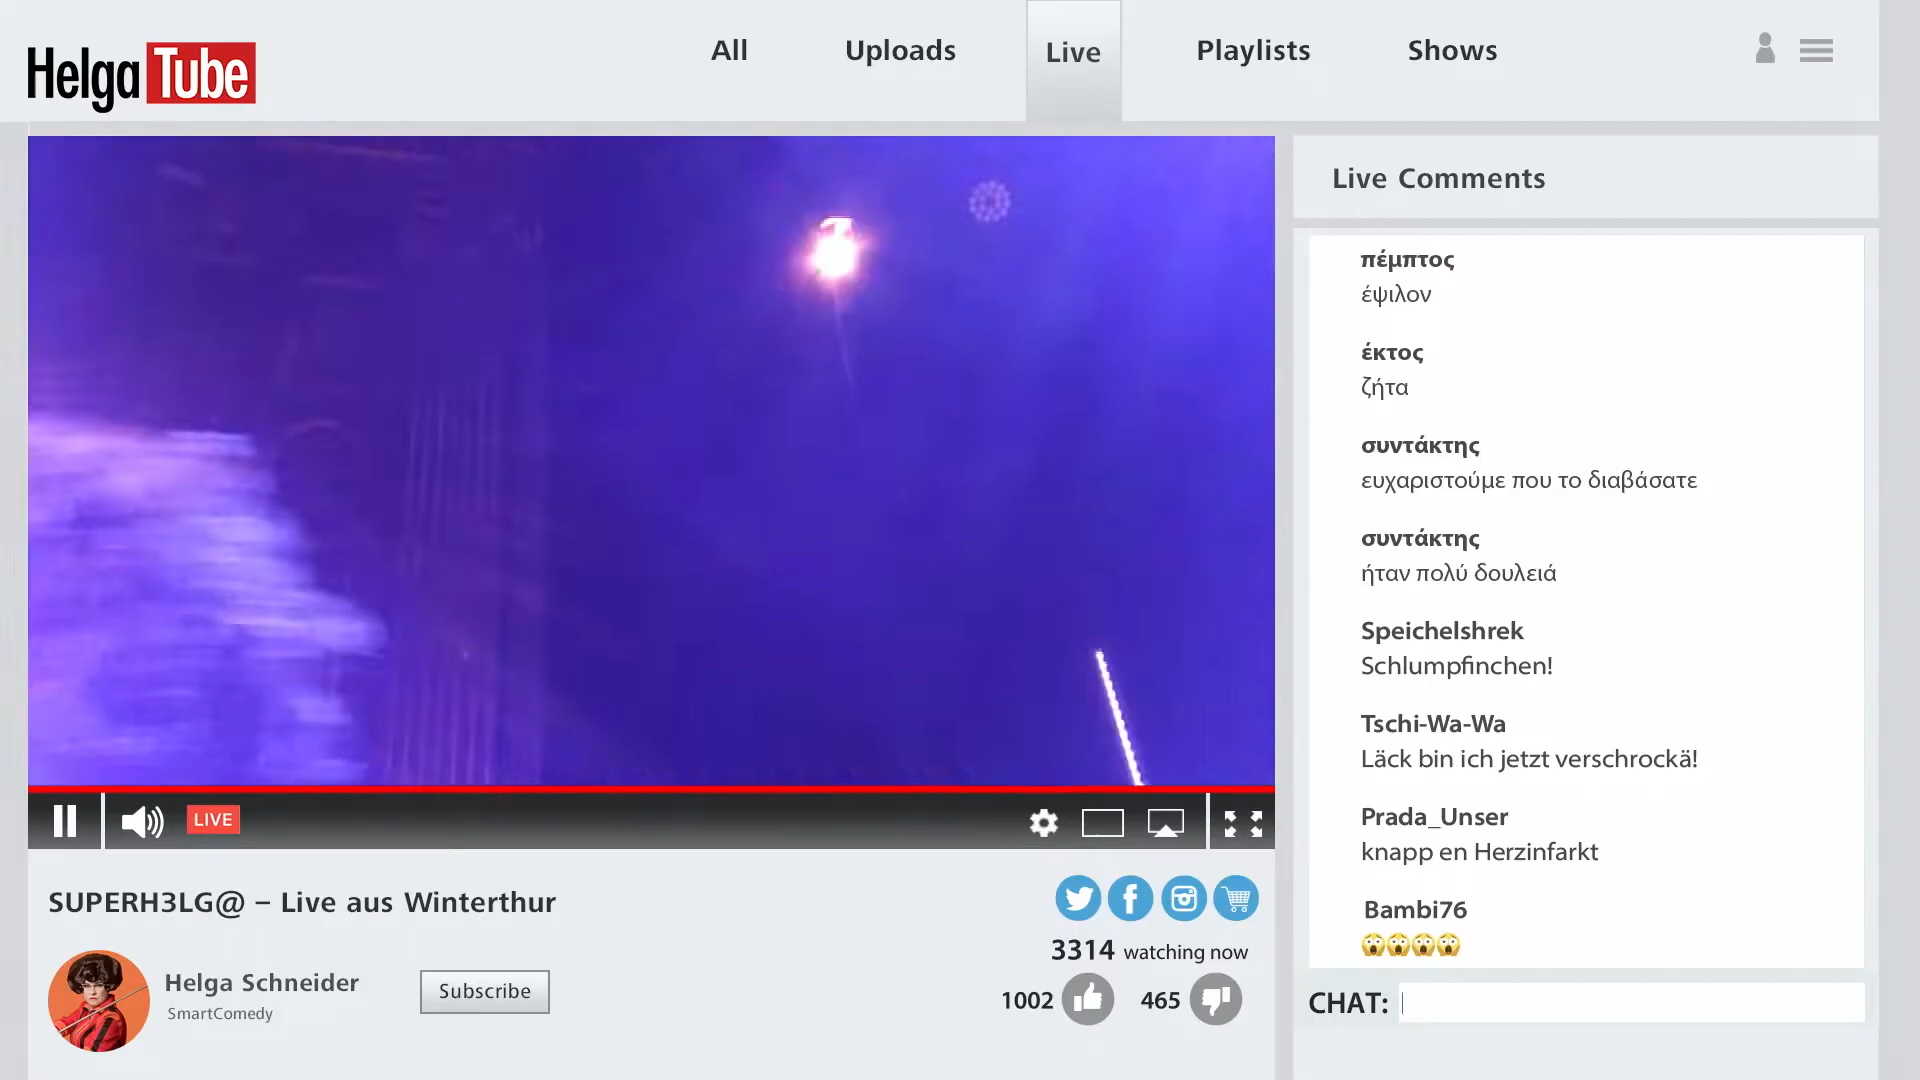 Helga Tube
All
Uploads
Live
Playlists
Shows
Live Comments
πέμπτος
έψιλον
έκτος
ζήτα
συντάκτης
ευχαριστούμε που το διαβάσατε
συντάκτης
ήταν πολύ δουλειά
Speichelshrek
Schlumpfinchen!
Tschi-Wa-Wa
Läck bin ich jetzt verschrockä!
Prada_Unser
knapp en Herzinfarkt
Bambi76
😱😱😱😱
CHAT:
LIVE
SUPERH3LG@ – Live aus Winterthur
Helga Schneider
SmartComedy
Subscribe
3314 watching now
1002
465